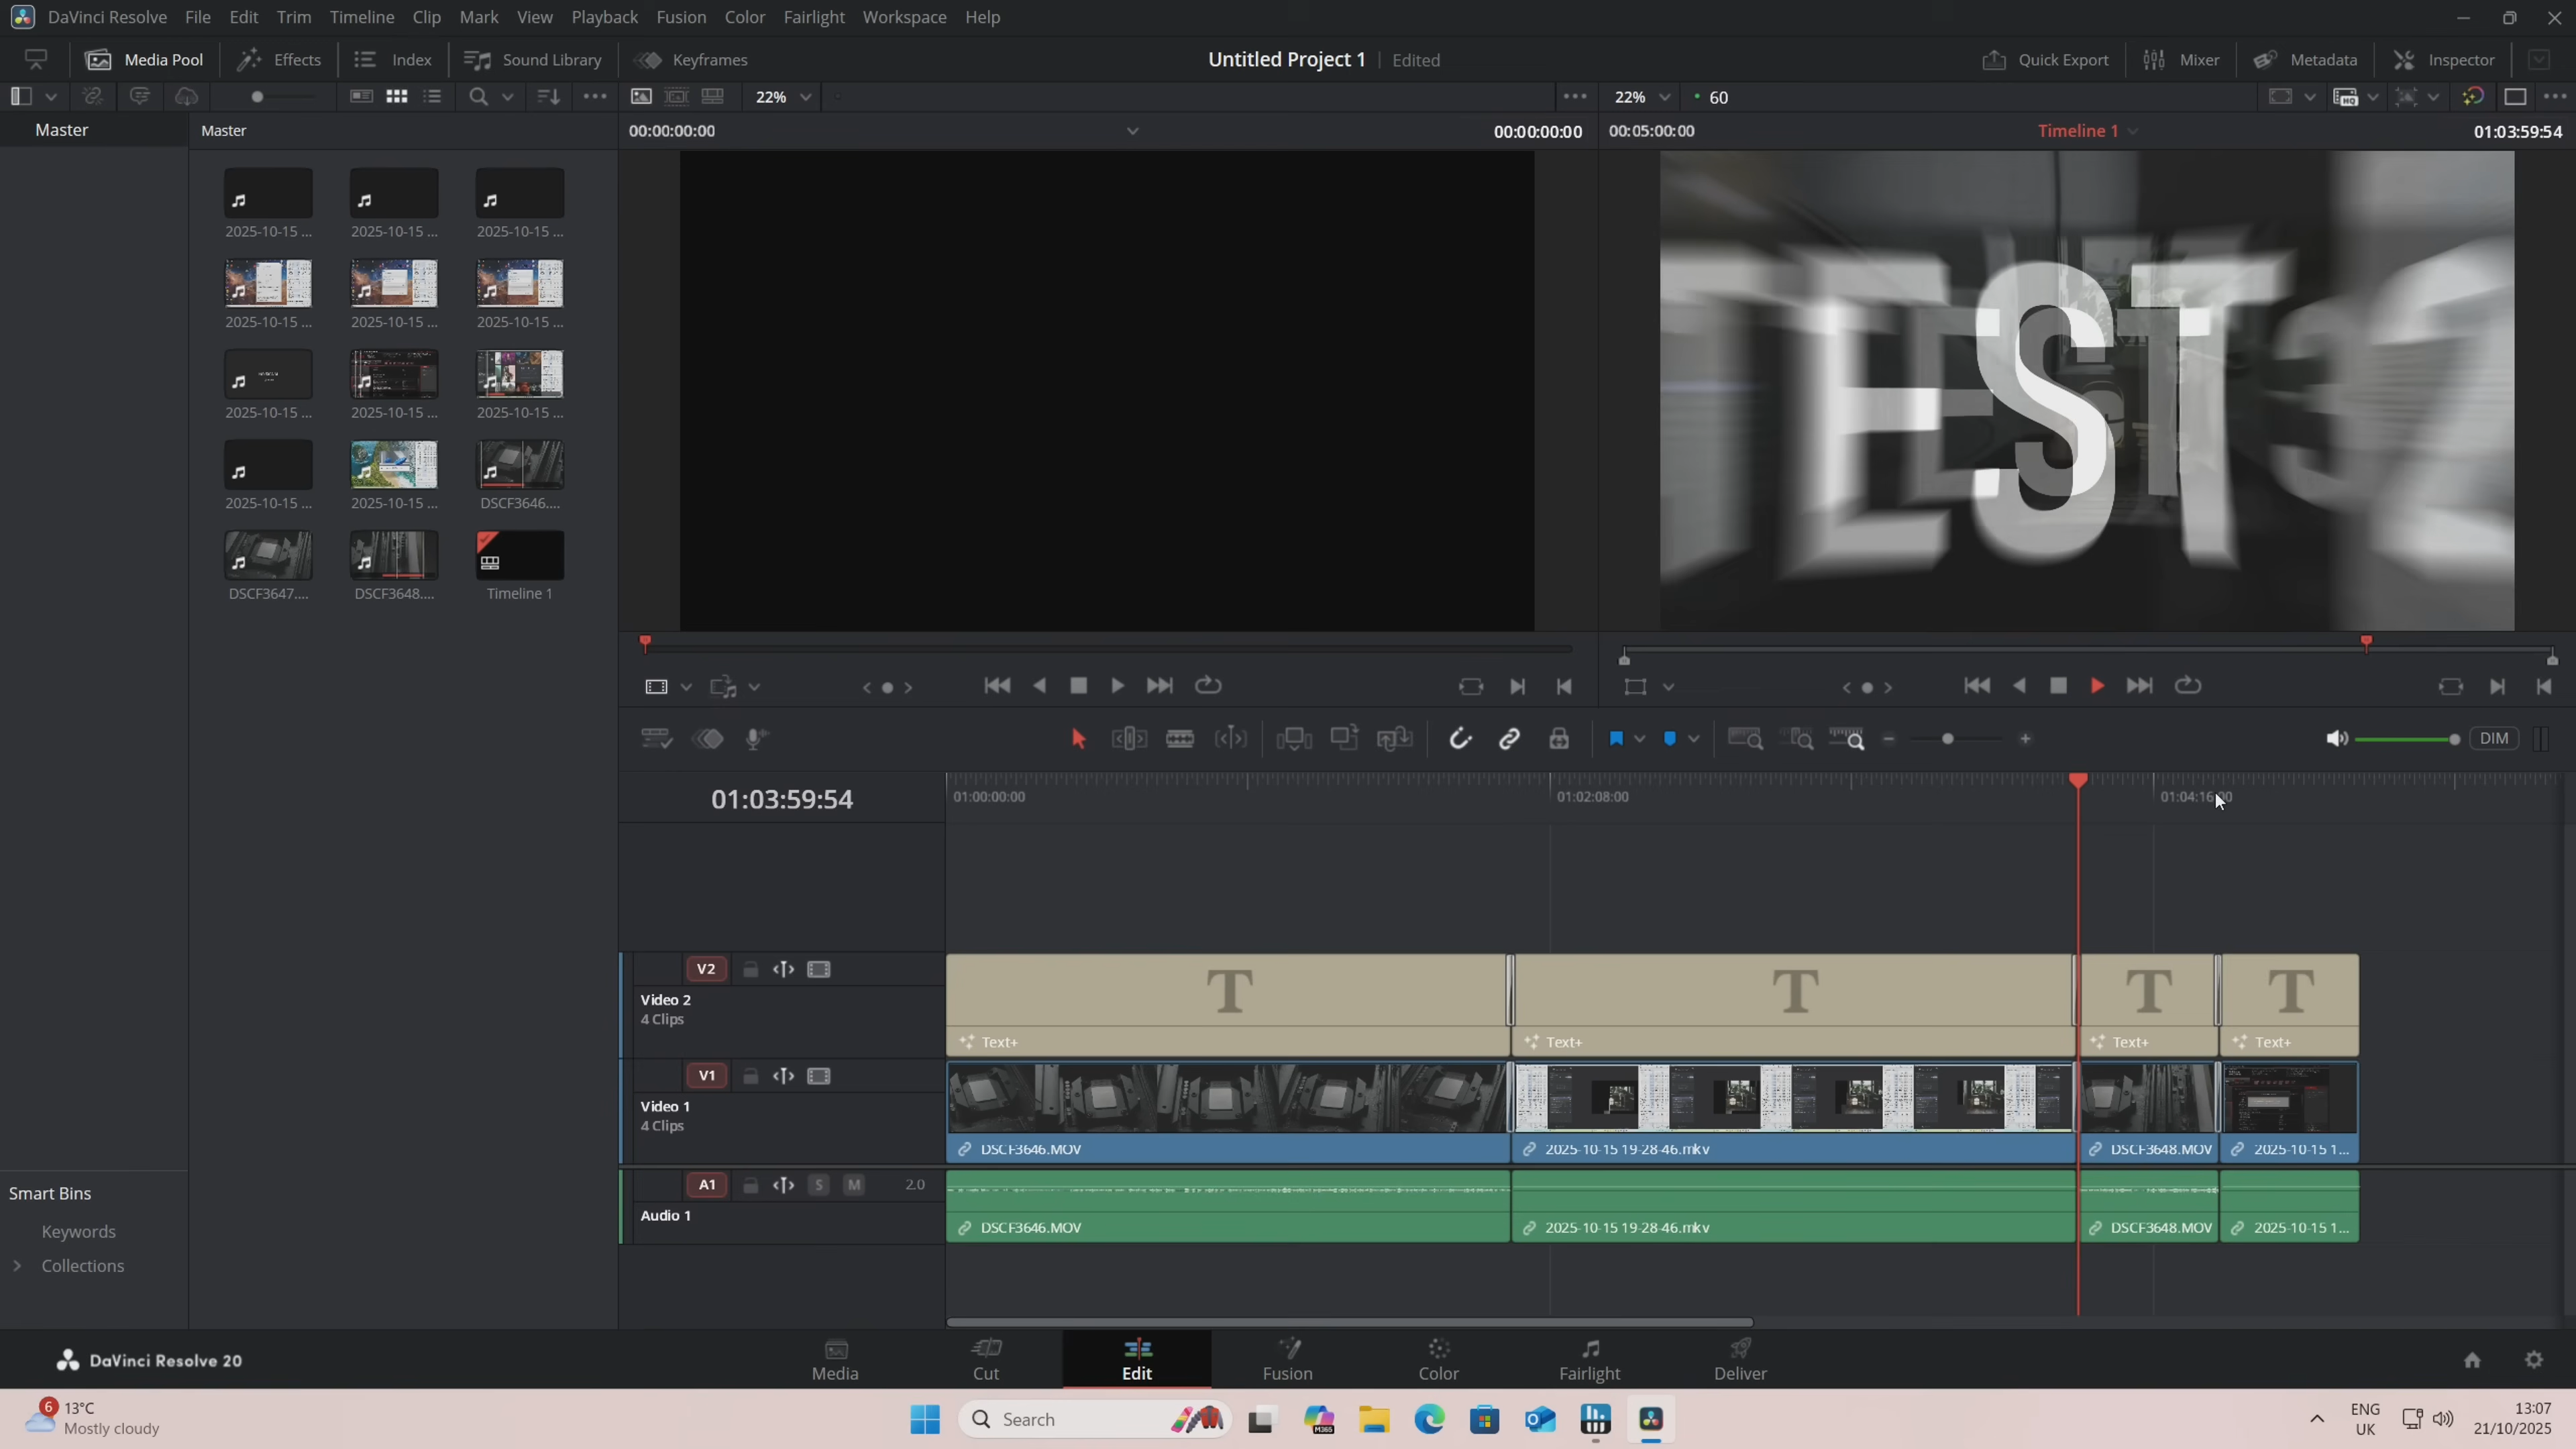 DaVinci Resolve File Edit Trim Timeline Clip Mark View Playback Fusion Color Fairlight Workspace Help
Media Pool Effects Index Sound Library Keyframes Untitled Project 1 Edited Quick Export Mixer Metadata Inspector
22% 22% 60
Master Master 00:00:00:00 00:00:00:00 00:05:00:00 Timeline 1 01:03:59:54
2025-10-15 ... 2025-10-15 ... 2025-10-15 ...
2025-10-15 ... 2025-10-15 ... 2025-10-15 ...
2025-10-15 ... 2025-10-15 ... 2025-10-15 ...
2025-10-15 ... 2025-10-15 ... DSCF3646....
DSCF3647.... DSCF3648.... Timeline 1
TEST
DIM
01:03:59:54 01:00:00:00 01:02:08:00 01:04:16:00
V2
Video 2
4 Clips
T T T T
Text+ Text+ Text+ Text+
V1
Video 1
4 Clips
DSCF3646.MOV 2025-10-15 19-28-46.mkv DSCF3648.MOV 2025-10-15 1...
A1 S M 2.0
Audio 1
DSCF3646.MOV 2025-10-15 19-28-46.mkv DSCF3648.MOV 2025-10-15 1...
Smart Bins
Keywords
Collections
DaVinci Resolve 20 Media Cut Edit Fusion Color Fairlight Deliver
6 13°C
Mostly cloudy
Search
M365
ENG
UK
13:07
21/10/2025